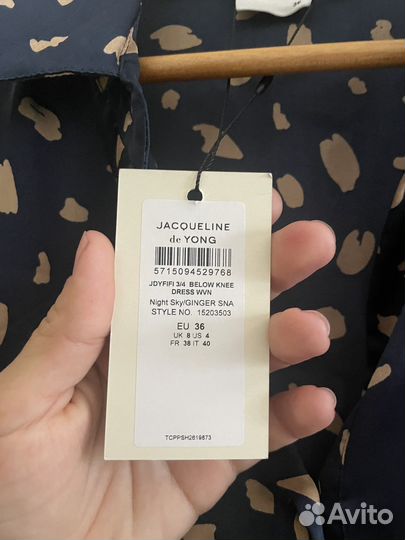 JACQUELINE
de YONG
5715094529768
JDYFIFI 3/4 BELOW KNEE
DRESS WVN
Night Sky/GINGER SNA
STYLE NO. 15203503
EU 36
UK 8 US 4
FR 38 IT 40
TCPPSH2619873
Avito